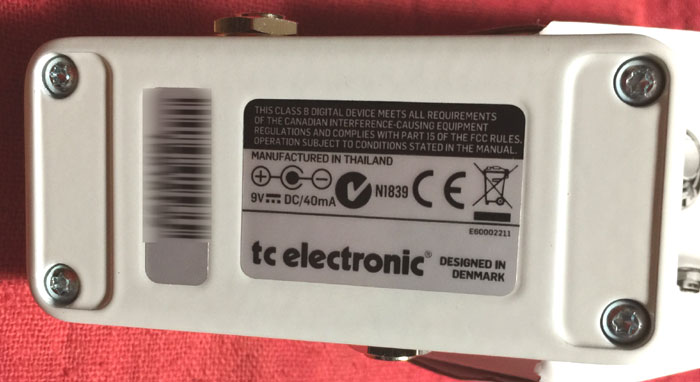 THIS CLASS B DIGITAL DEVICE MEETS ALL REQUIREMENTS
OF THE CANADIAN INTERFERENCE-CAUSING EQUIPMENT
REGULATIONS AND COMPLIES WITH PART 15 OF THE FCC RULES.
OPERATION SUBJECT TO CONDITIONS STATED IN THE MANUAL.
MANUFACTURED IN THAILAND
9V DC/40mA
N1839
CE
E60002211
tc electronic®
DESIGNED IN
DENMARK